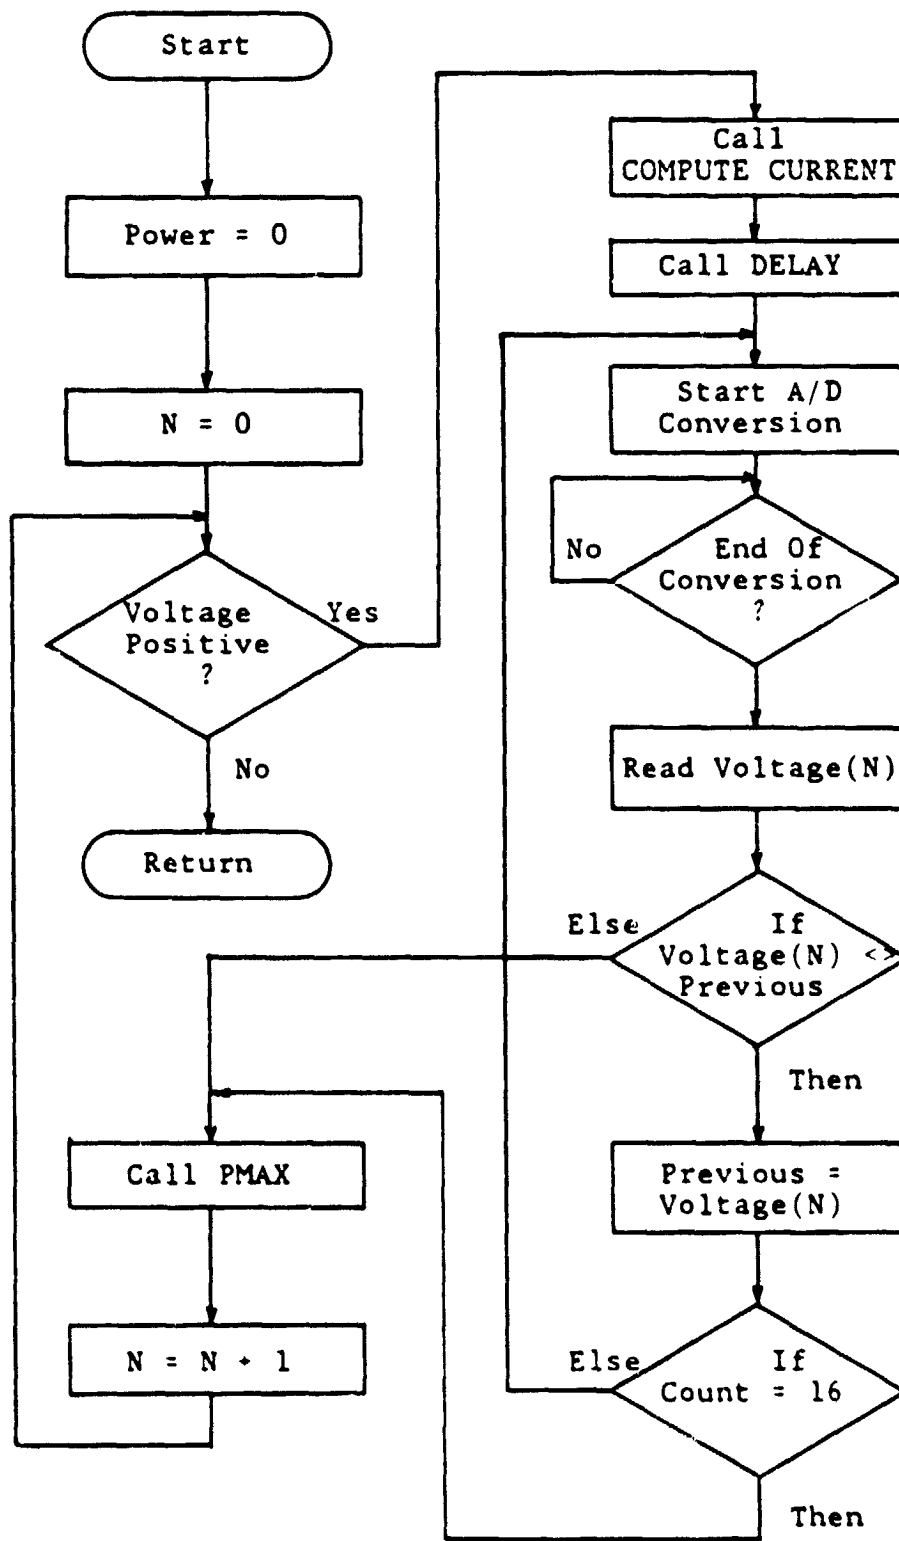 Start
Power = 0
N = 0
Voltage
Positive
?
Yes
No
Return
Call
COMPUTE CURRENT
Call DELAY
Start A/D
Conversion
No
End Of
Conversion
?
Read Voltage(N)
Else
If
Voltage(N) <>
Previous
Then
Previous =
Voltage(N)
Else
If
Count = 16
Then
Call PMAX
N = N + 1